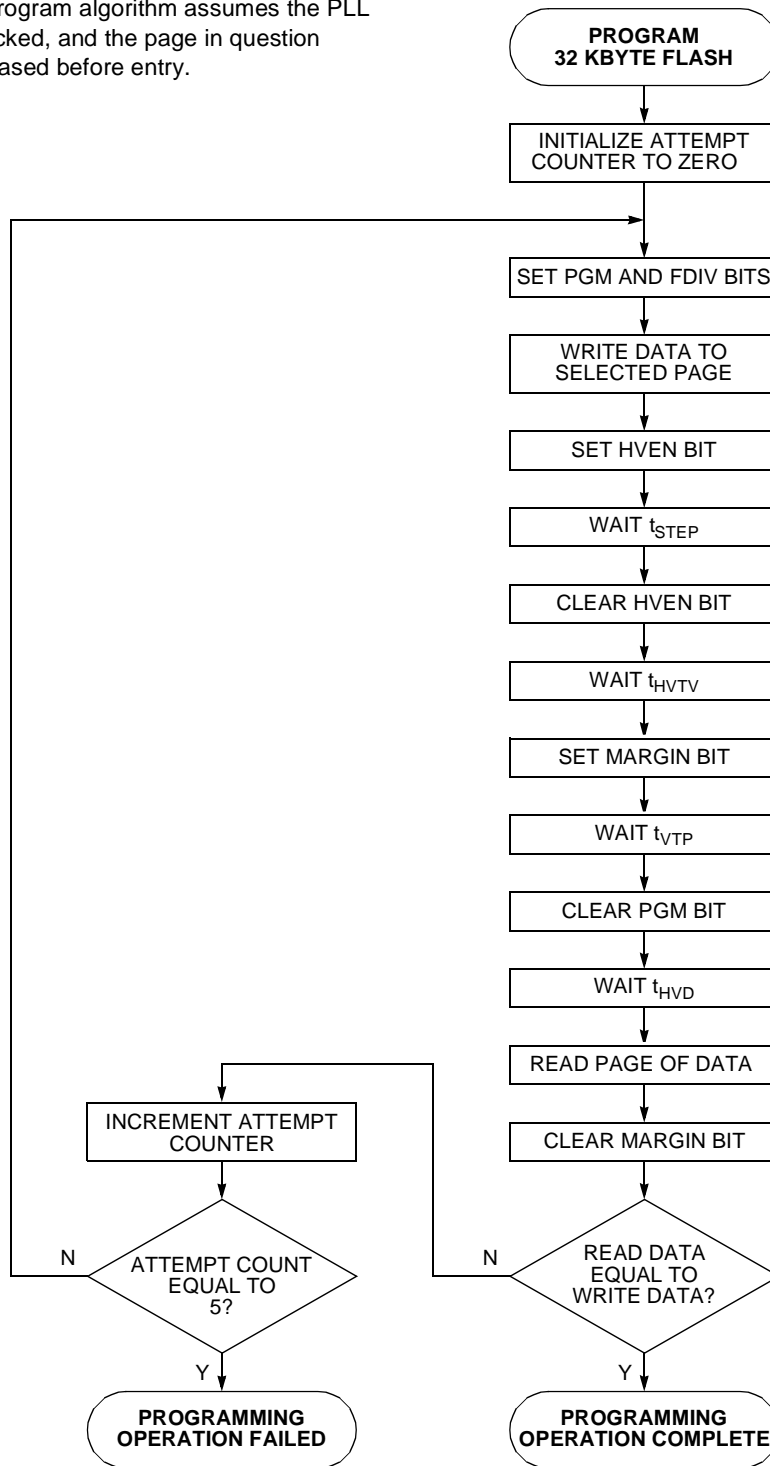 rogram algorithm assumes the PLL
cked, and the page in question
ased before entry.
PROGRAM
32 KBYTE FLASH
INITIALIZE ATTEMPT
COUNTER TO ZERO
SET PGM AND FDIV BITS
WRITE DATA TO
SELECTED PAGE
SET HVEN BIT
WAIT tSTEP
CLEAR HVEN BIT
WAIT tHVTV
SET MARGIN BIT
WAIT tVTP
CLEAR PGM BIT
WAIT tHVD
READ PAGE OF DATA
CLEAR MARGIN BIT
INCREMENT ATTEMPT
COUNTER
N
ATTEMPT COUNT
EQUAL TO
5?
N
READ DATA
EQUAL TO
WRITE DATA?
Y
Y
PROGRAMMING
OPERATION FAILED
PROGRAMMING
OPERATION COMPLETE